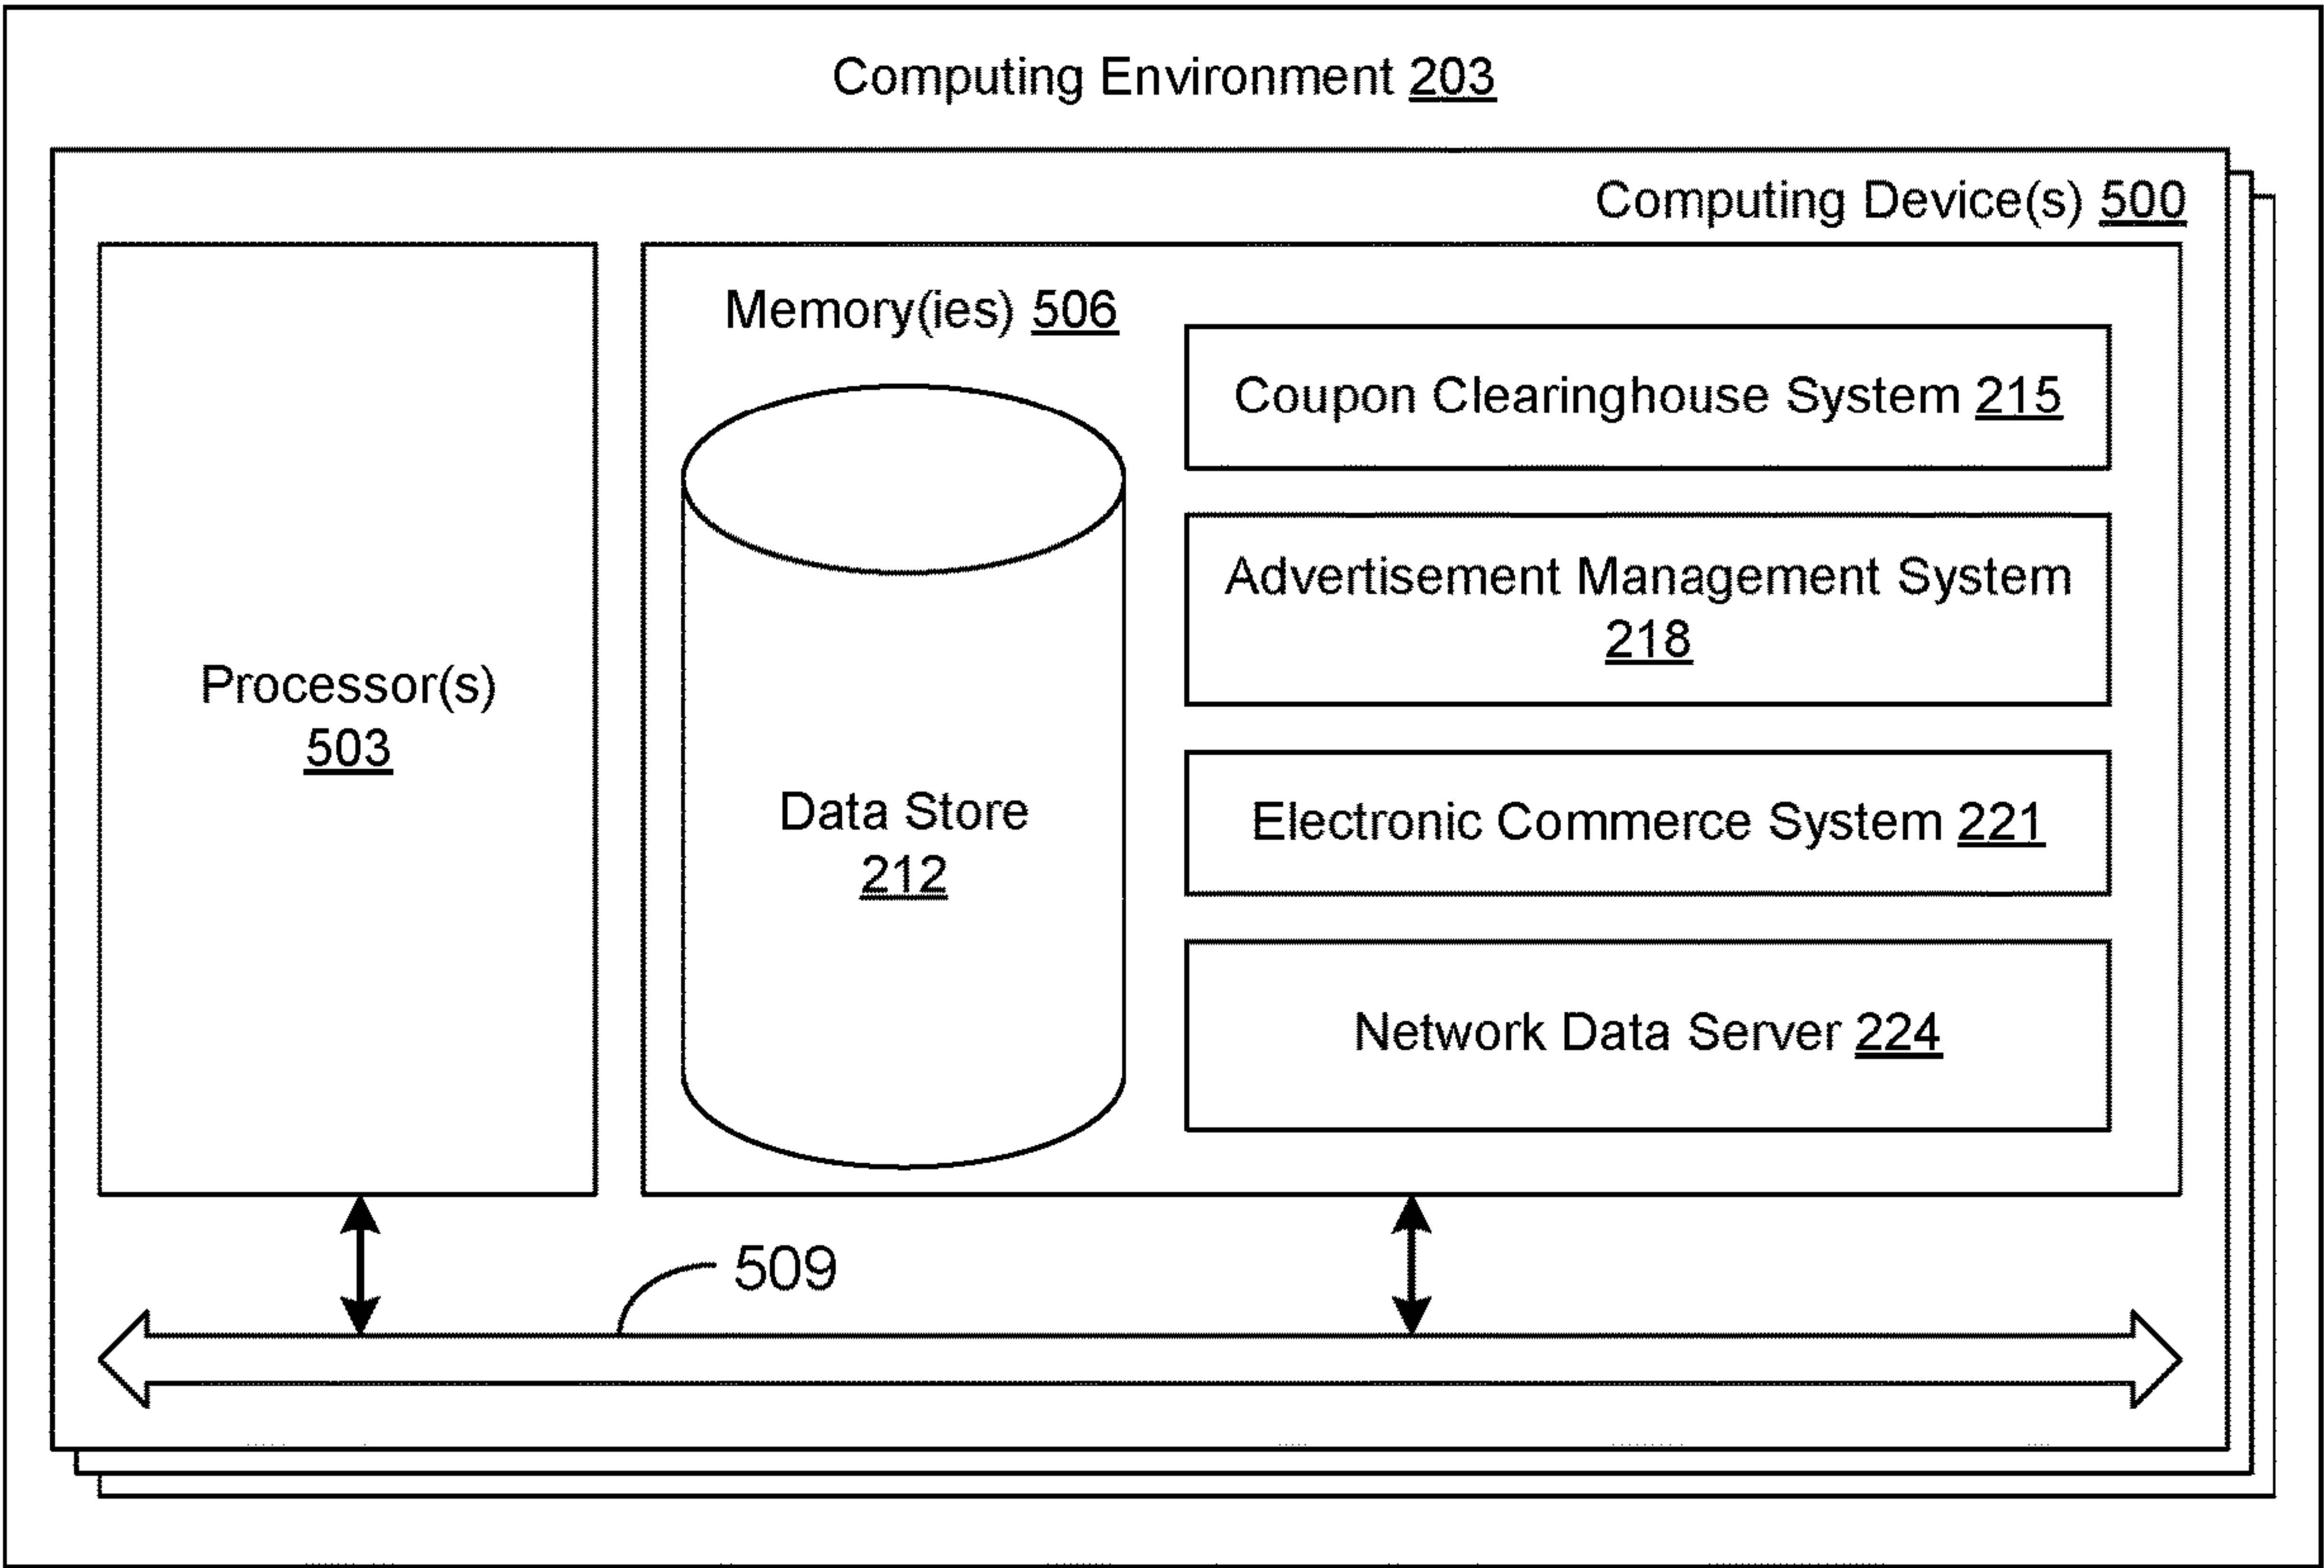 Computing Environment 203
Computing Device(s) 500
Processor(s)
503
Memory(ies) 506
Data Store
212
Coupon Clearinghouse System 215
Advertisement Management System
218
Electronic Commerce System 221
Network Data Server 224
509